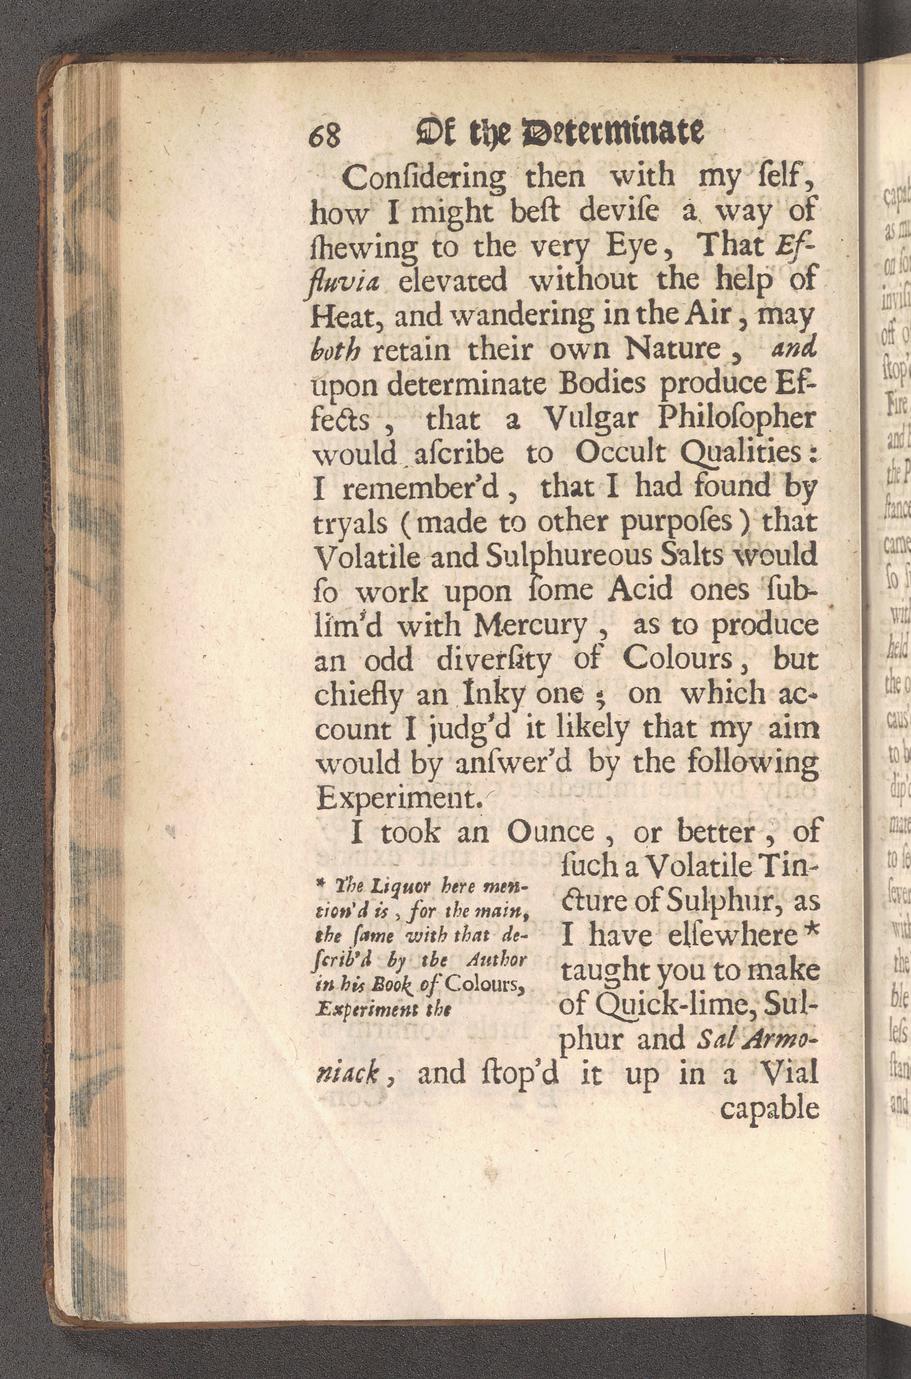 68 Of the Determinate
Conſidering then with my ſelf,
how I might beſt deviſe a way of
ſhewing to the very Eye, That Ef-
fluvia elevated without the help of
Heat, and wandering in the Air, may
both retain their own Nature, and
upon determinate Bodies produce Ef-
fects, that a Vulgar Philoſopher
would aſcribe to Occult Qualities:
I remember'd, that I had found by
tryals (made to other purpoſes) that
Volatile and Sulphureous Salts would
ſo work upon ſome Acid ones ſub-
lim'd with Mercury, as to produce
an odd diverſity of Colours, but
chiefly an Inky one; on which ac-
count I judg'd it likely that my aim
would by anſwer'd by the following
Experiment.
I took an Ounce, or better, of
ſuch a Volatile Tin-
cture of Sulphur, as
I have elſewhere *
taught you to make
of Quick-lime, Sul-
phur and Sal Armo-
niack, and ſtop'd it up in a Vial
capable
* The Liquor here men-
tion'd is, for the main,
the ſame with that de-
ſcrib'd by the Author
in his Book of Colours,
Experiment the